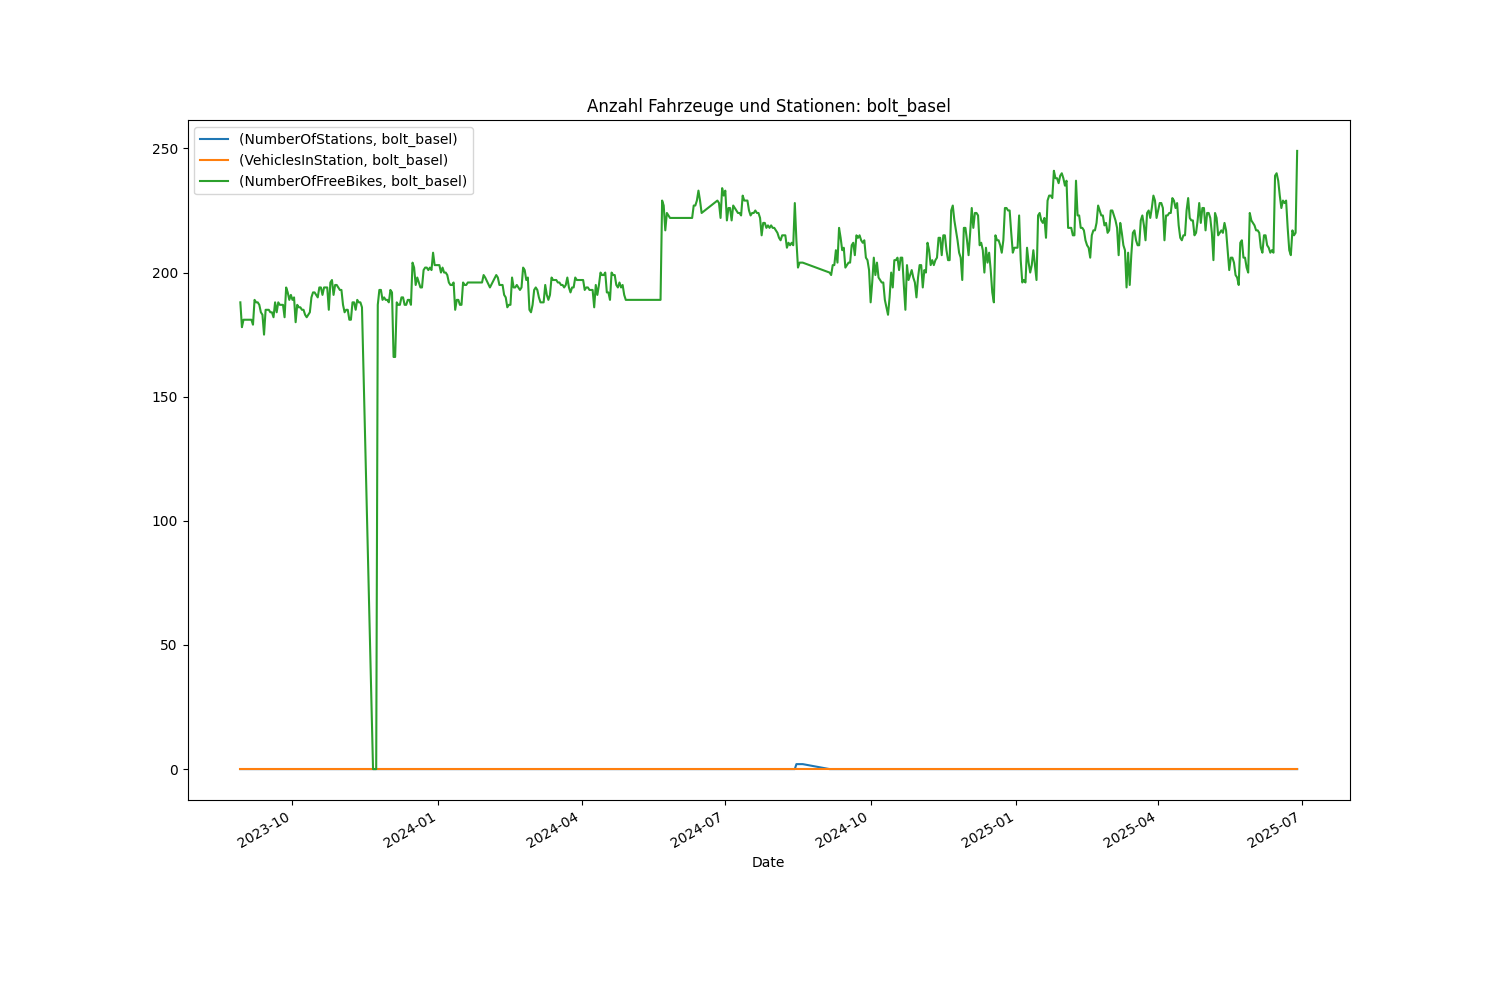 Anzahl Fahrzeuge und Stationen: bolt_basel
(NumberOfStations, bolt_basel)
(VehiclesInStation, bolt_basel)
(NumberOfFreeBikes, bolt_basel)
250
200
150
100
50
0
2023-10
2024-01
2024-04
2024-07
2024-10
2025-01
2025-04
2025-07
Date